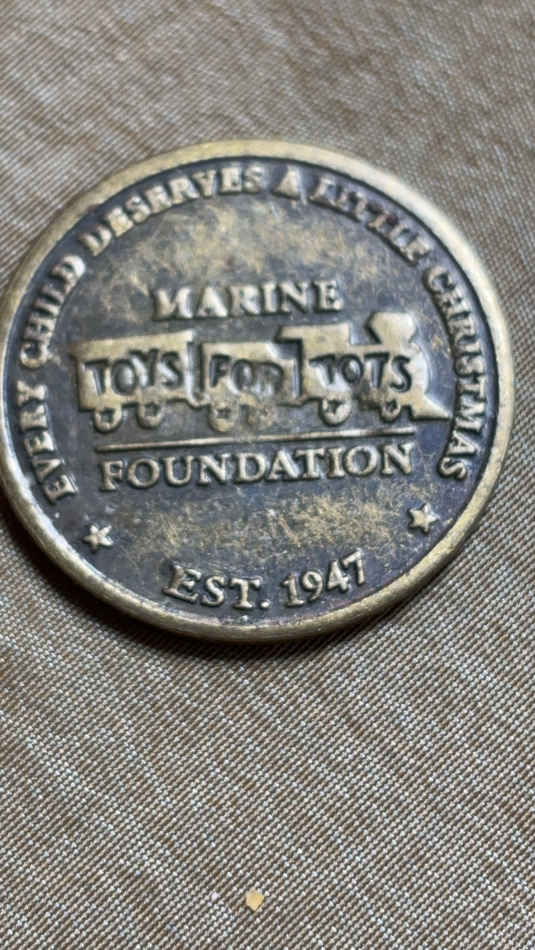 EVERY CHILD DESERVES A LITTLE CHRISTMAS
MARINE
TOYS FOR TOTS
FOUNDATION
EST. 1947